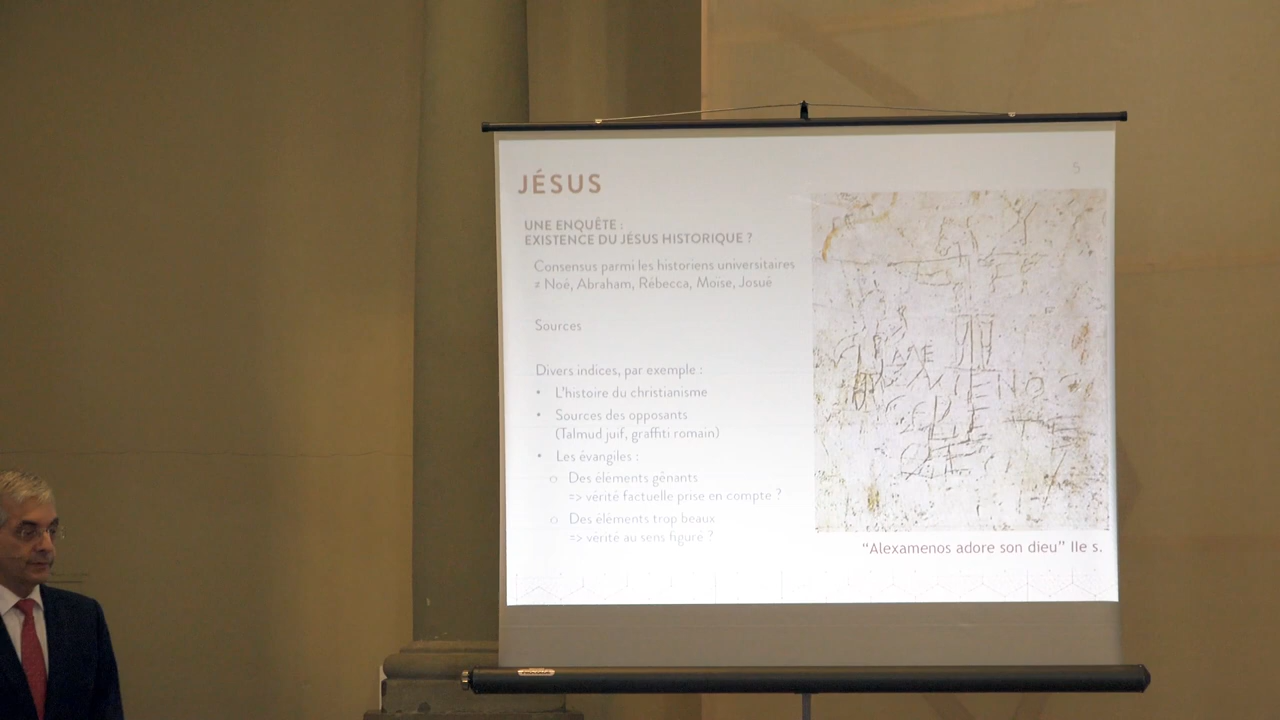 JÉSUS
5
UNE ENQUÊTE :
EXISTENCE DU JÉSUS HISTORIQUE ?
Consensus parmi les historiens universitaires
≠ Noé, Abraham, Rébecca, Moïse, Josué
Sources
Divers indices, par exemple :
• L'histoire du christianisme
• Sources des opposants
(Talmud juif, graffiti romain)
• Les évangiles :
o Des éléments gênants
=> vérité factuelle prise en compte ?
o Des éléments trop beaux
=> vérité au sens figuré ?
"Alexamenos adore son dieu" IIe s.